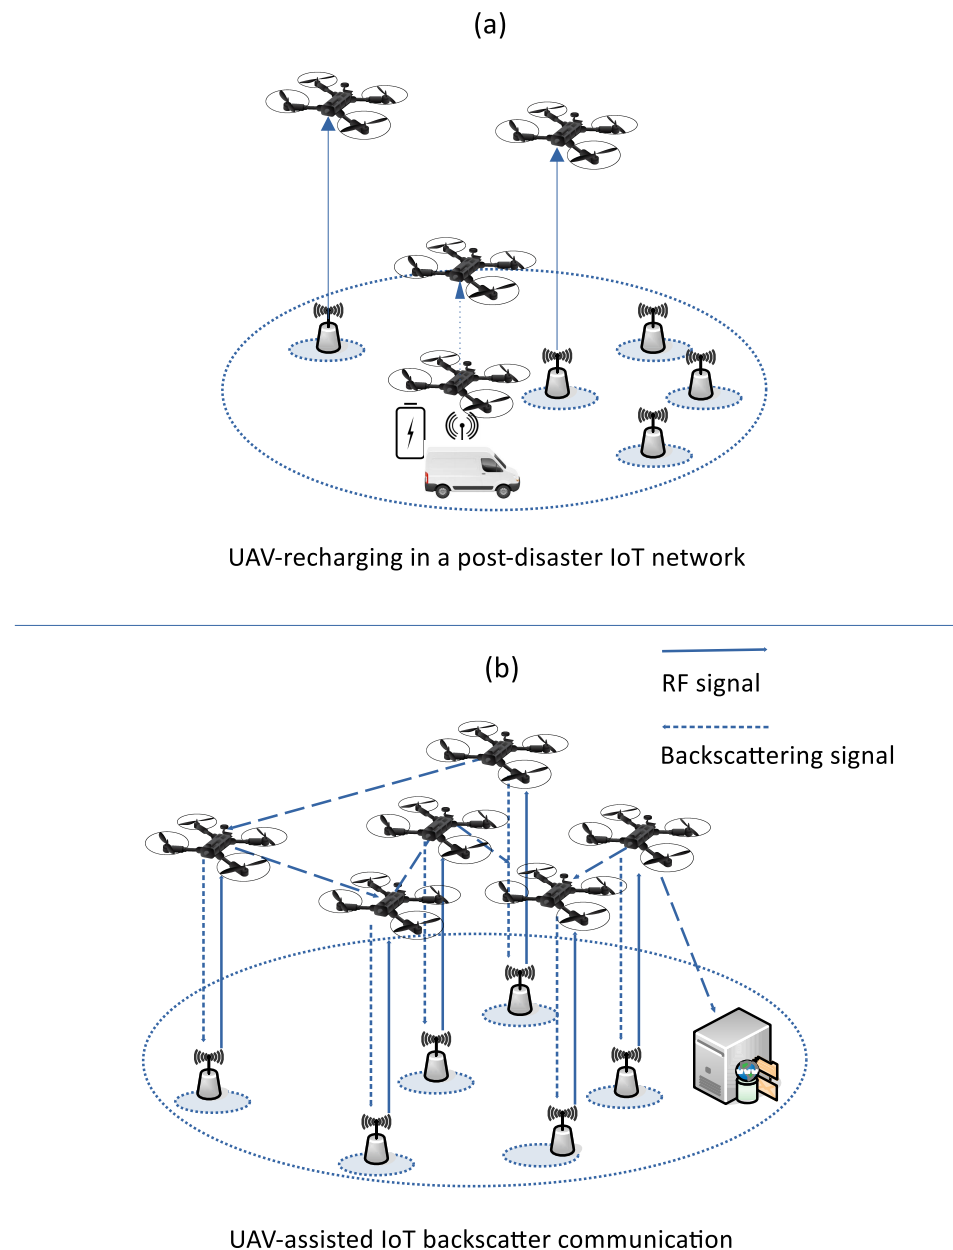 (a)
UAV-recharging in a post-disaster IoT network
(b)
RF signal
Backscattering signal
UAV-assisted IoT backscatter communication